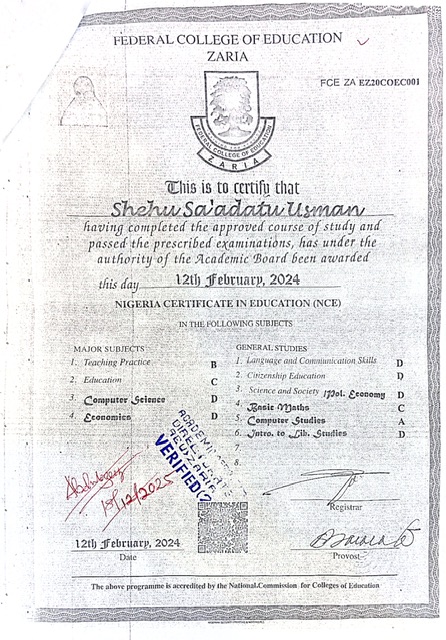 FEDERAL COLLEGE OF EDUCATION
ZARIA
FCE ZA EZ20COEC001
FEDERAL COLLEGE OF EDUCATION
ZARIA
This is to certify that
Shehu Sa'adatu Usman
having completed the approved course of study and
passed the prescribed examinations, has under the
authority of the Academic Board been awarded
this day 12th February, 2024
NIGERIA CERTIFICATE IN EDUCATION (NCE)
IN THE FOLLOWING SUBJECTS
MAJOR SUBJECTS
1. Teaching Practice B
2. Education C
3. Computer Science D
4. Economics D
GENERAL STUDIES
1. Language and Communication Skills D
2. Citizenship Education D
3. Science and Society /Pol. Economy D
4. Basic Maths C
5. Computer Studies A
6. Intro. to Lib. Studies D
7.
8.
ACADEMIC
VERIFIED
18/12/2025
Registrar
12th February, 2024
Date
Provost
The above programme is accredited by the National Commission for Colleges of Education